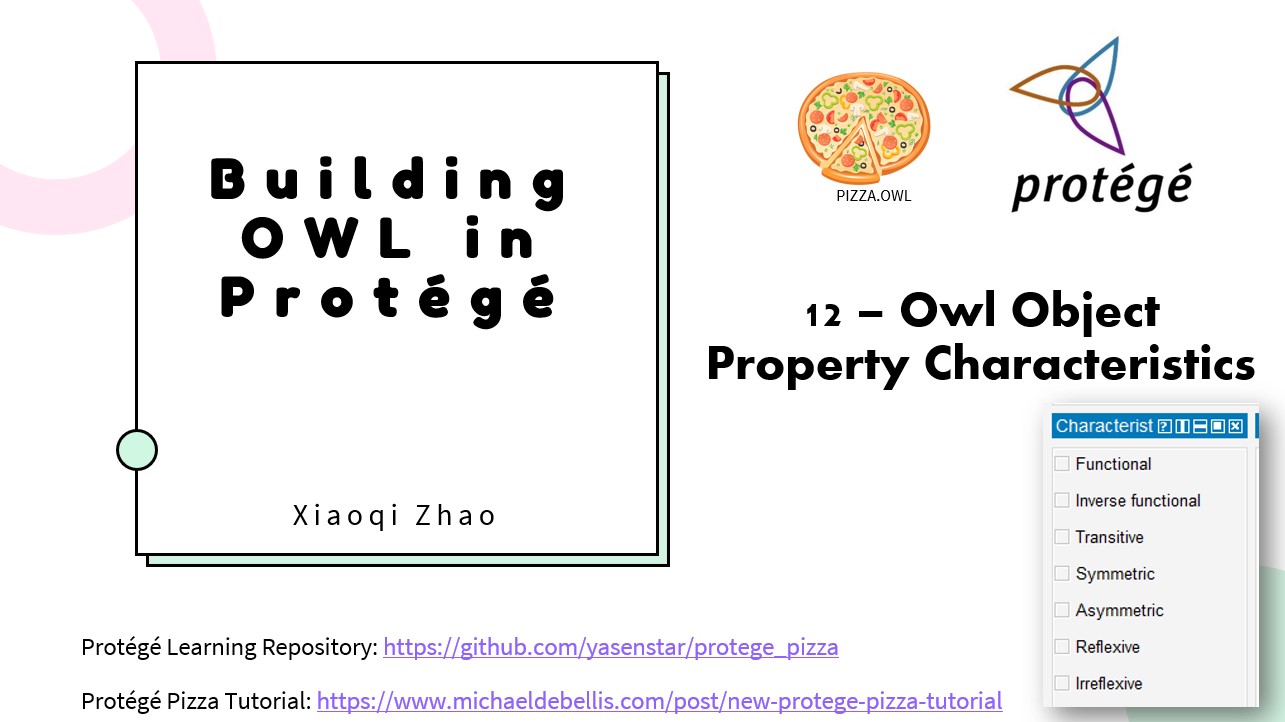 Building
OWL in
Protégé
Xiaoqi Zhao
PIZZA.OWL
protégé
12 – Owl Object
Property Characteristics
Characterist
Functional
Inverse functional
Transitive
Symmetric
Asymmetric
Reflexive
Irreflexive
Protégé Learning Repository: https://github.com/yasenstar/protege_pizza
Protégé Pizza Tutorial: https://www.michaeldebellis.com/post/new-protege-pizza-tutorial